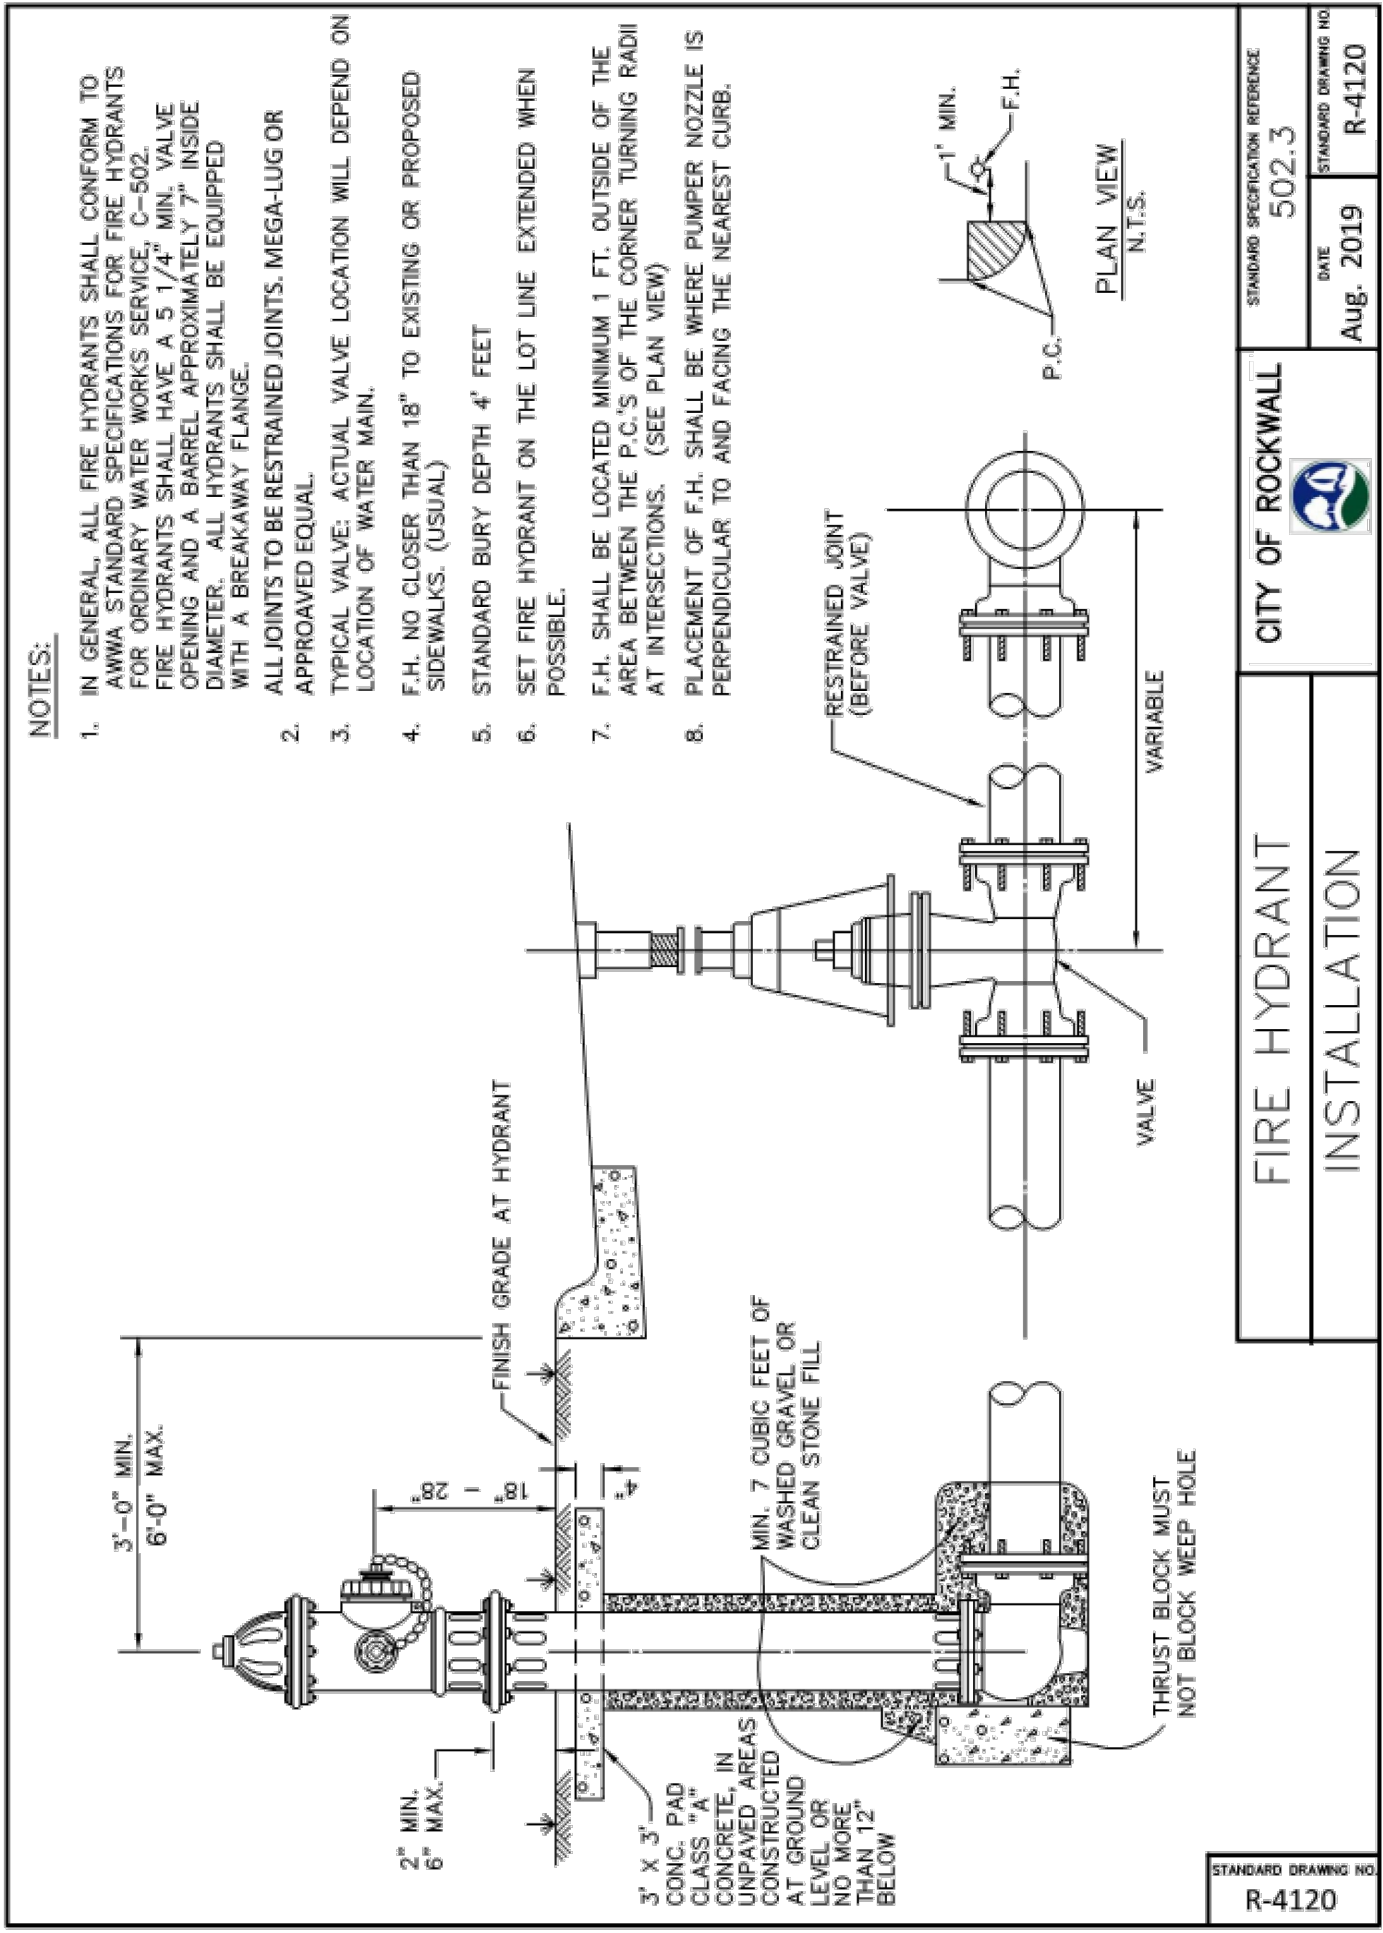 NOTES:
1. IN GENERAL, ALL FIRE HYDRANTS SHALL CONFORM TO
AWWA STANDARD SPECIFICATIONS FOR FIRE HYDRANTS
FOR ORDINARY WATER WORKS SERVICE, C-502.
FIRE HYDRANTS SHALL HAVE A 5 1/4" MIN. VALVE
OPENING AND A BARREL APPROXIMATELY 7" INSIDE
DIAMETER. ALL HYDRANTS SHALL BE EQUIPPED
WITH A BREAKAWAY FLANGE.
2. ALL JOINTS TO BE RESTRAINED JOINTS. MEGA-LUG OR
APPROAVED EQUAL.
3. TYPICAL VALVE: ACTUAL VALVE LOCATION WILL DEPEND ON
LOCATION OF WATER MAIN.
4. F.H. NO CLOSER THAN 18" TO EXISTING OR PROPOSED
SIDEWALKS. (USUAL)
5. STANDARD BURY DEPTH 4' FEET
6. SET FIRE HYDRANT ON THE LOT LINE EXTENDED WHEN
POSSIBLE.
7. F.H. SHALL BE LOCATED MINIMUM 1 FT. OUTSIDE OF THE
AREA BETWEEN THE P.C.'S OF THE CORNER TURNING RADII
AT INTERSECTIONS. (SEE PLAN VIEW)
8. PLACEMENT OF F.H. SHALL BE WHERE PUMPER NOZZLE IS
PERPENDICULAR TO AND FACING THE NEAREST CURB.
3'-0" MIN.
6'-0" MAX.
18" - 28"
4"
2" MIN.
6" MAX.
FINISH GRADE AT HYDRANT
3' X 3'
CONC. PAD
CLASS "A"
CONCRETE, IN
UNPAVED AREAS
CONSTRUCTED
AT GROUND
LEVEL OR
NO MORE
THAN 12"
BELOW
MIN. 7 CUBIC FEET OF
WASHED GRAVEL OR
CLEAN STONE FILL
THRUST BLOCK MUST
NOT BLOCK WEEP HOLE
VALVE
RESTRAINED JOINT
(BEFORE VALVE)
VARIABLE
1' MIN.
F.H.
P.C.
PLAN VIEW
N.T.S.
FIRE HYDRANT
INSTALLATION
CITY OF ROCKWALL
STANDARD SPECIFICATION REFERENCE
502.3
DATE
Aug. 2019
STANDARD DRAWING NO.
R-4120
STANDARD DRAWING NO.
R-4120